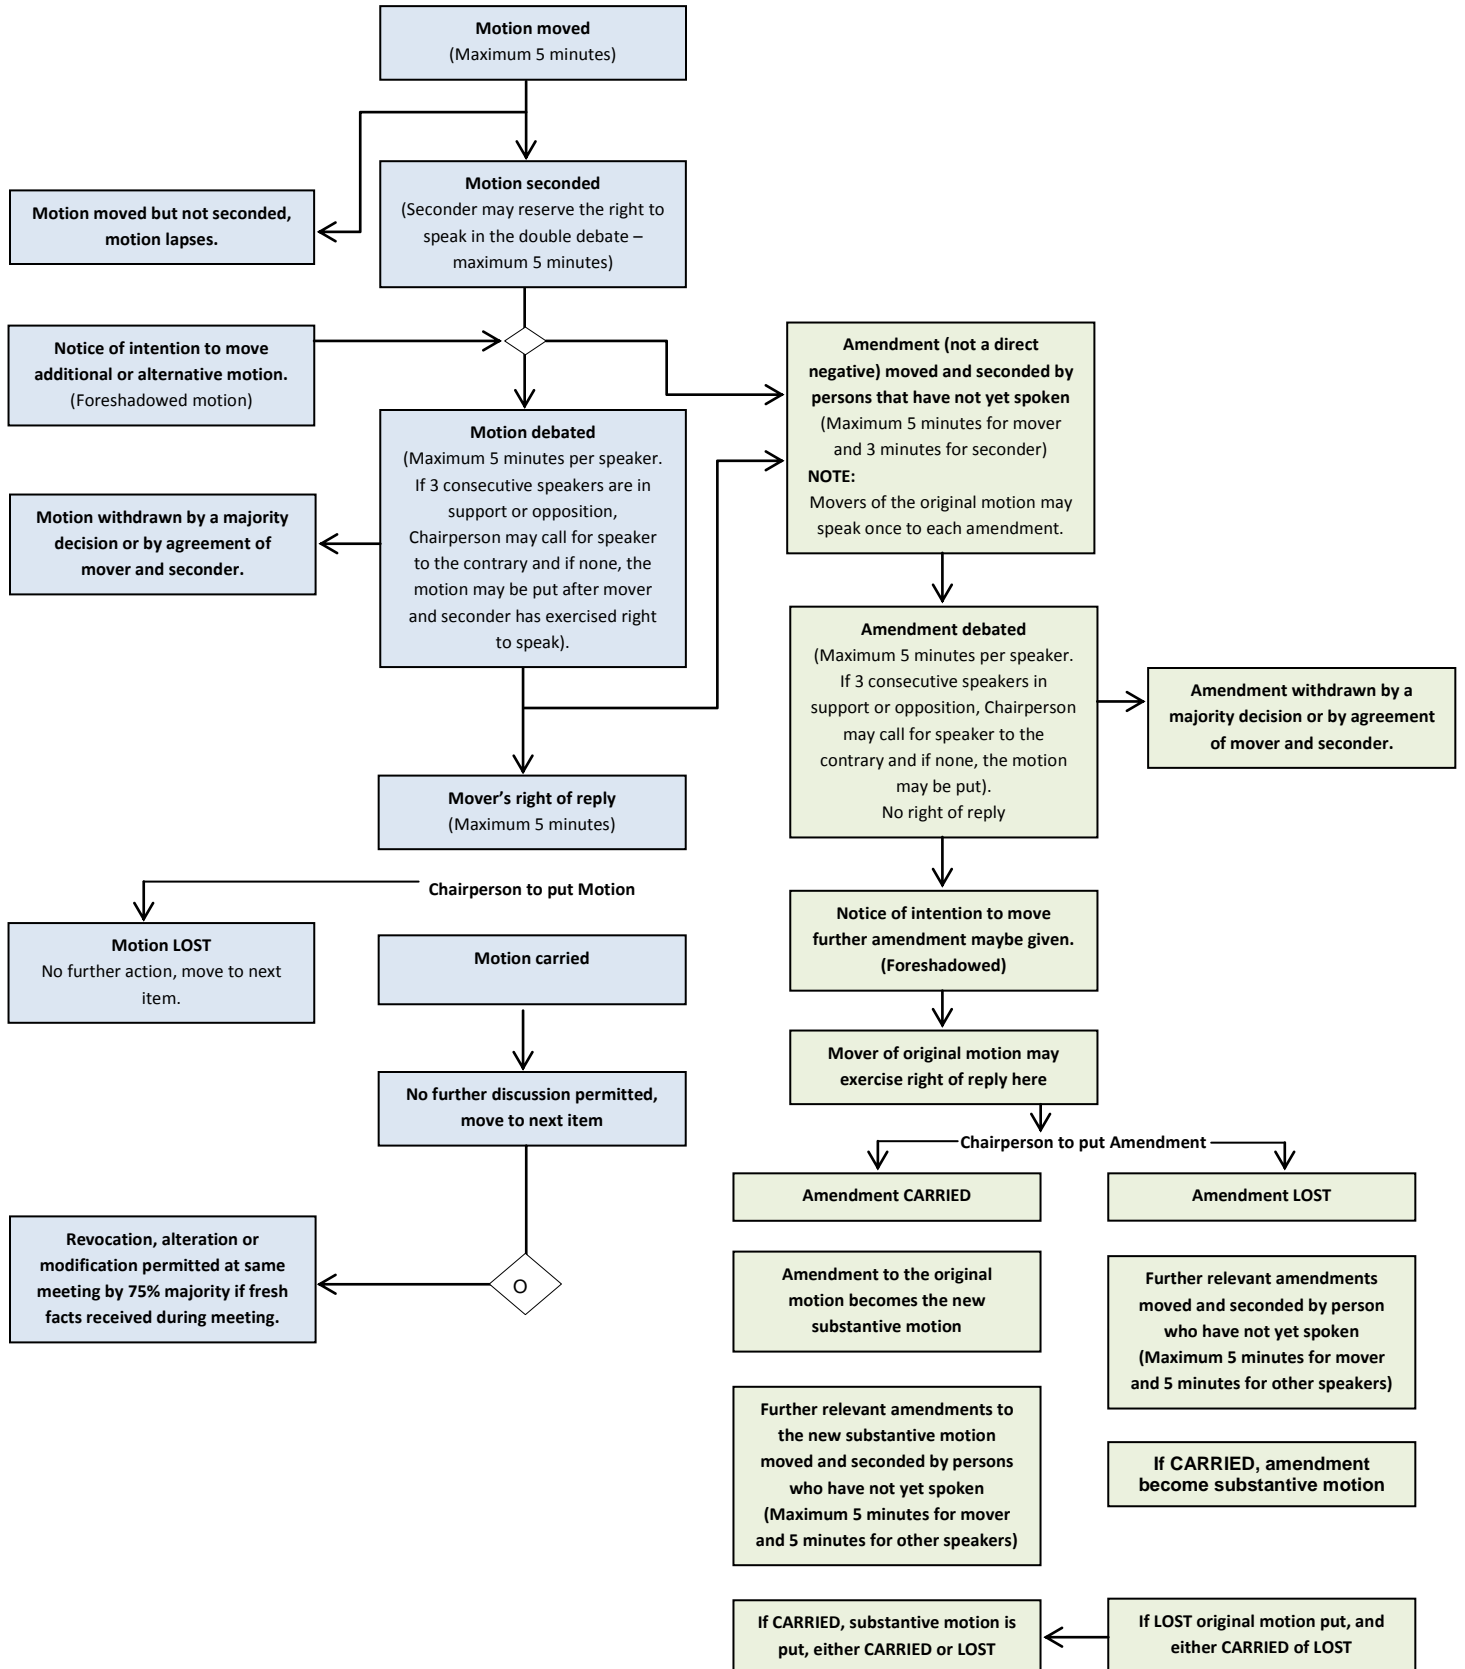 Motion moved
(Maximum 5 minutes)
Motion seconded
(Seconder may reserve the right to
speak in the double debate –
maximum 5 minutes)
Motion moved but not seconded,
motion lapses.
Notice of intention to move
additional or alternative motion.
(Foreshadowed motion)
Motion debated
(Maximum 5 minutes per speaker.
If 3 consecutive speakers are in
support or opposition,
Chairperson may call for speaker
to the contrary and if none, the
motion may be put after mover
and seconder has exercised right
to speak).
Motion withdrawn by a majority
decision or by agreement of
mover and seconder.
Mover’s right of reply
(Maximum 5 minutes)
Chairperson to put Motion
Motion LOST
No further action, move to next
item.
Motion carried
No further discussion permitted,
move to next item
O
Revocation, alteration or
modification permitted at same
meeting by 75% majority if fresh
facts received during meeting.
Amendment (not a direct
negative) moved and seconded by
persons that have not yet spoken
(Maximum 5 minutes for mover
and 3 minutes for seconder)
NOTE:
Movers of the original motion may
speak once to each amendment.
Amendment debated
(Maximum 5 minutes per speaker.
If 3 consecutive speakers in
support or opposition, Chairperson
may call for speaker to the
contrary and if none, the motion
may be put).
No right of reply
Amendment withdrawn by a
majority decision or by agreement
of mover and seconder.
Notice of intention to move
further amendment maybe given.
(Foreshadowed)
Mover of original motion may
exercise right of reply here
Chairperson to put Amendment
Amendment CARRIED
Amendment to the original
motion becomes the new
substantive motion
Further relevant amendments to
the new substantive motion
moved and seconded by persons
who have not yet spoken
(Maximum 5 minutes for mover
and 5 minutes for other speakers)
If CARRIED, substantive motion is
put, either CARRIED or LOST
Amendment LOST
Further relevant amendments
moved and seconded by person
who have not yet spoken
(Maximum 5 minutes for mover
and 5 minutes for other speakers)
If CARRIED, amendment
become substantive motion
If LOST original motion put, and
either CARRIED of LOST